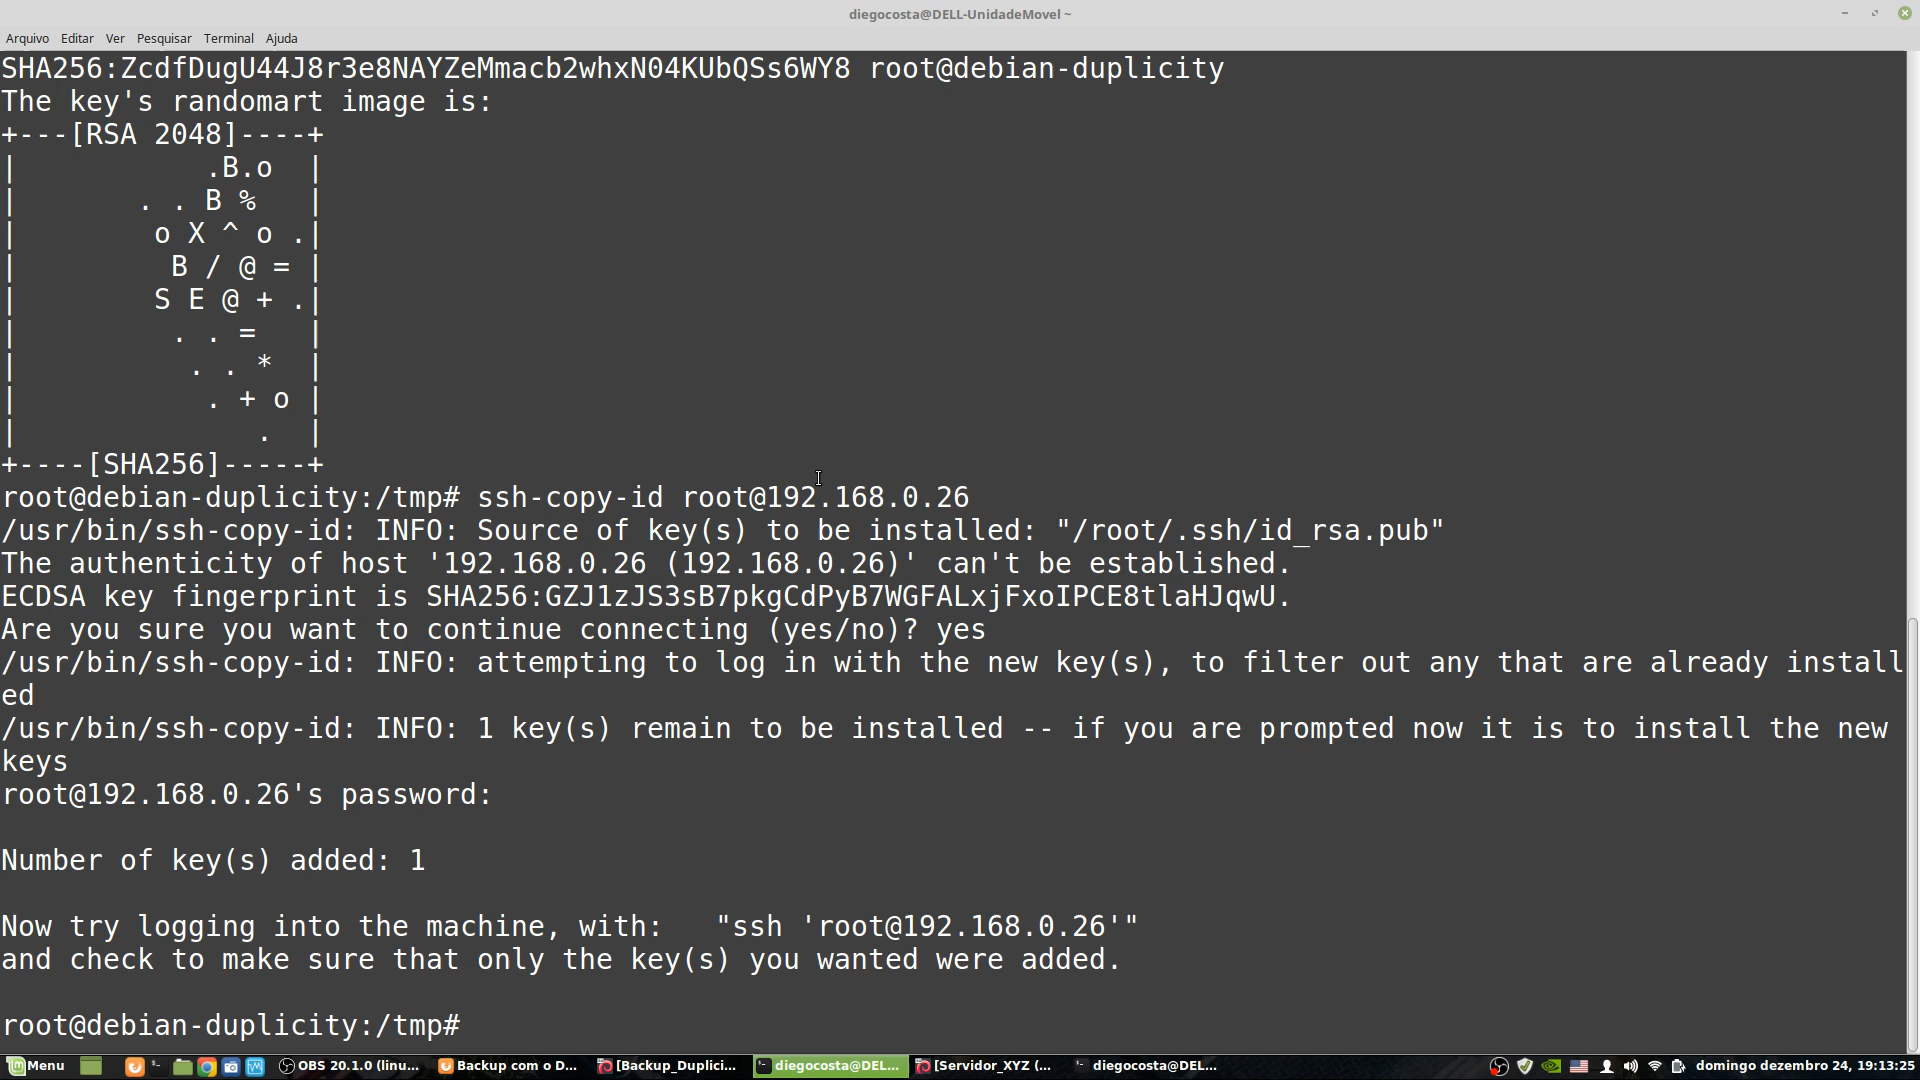 diegocosta@DELL-UnidadeMovel ~
Arquivo Editar Ver Pesquisar Terminal Ajuda
SHA256:ZcdfDugU44J8r3e8NAYZeMmacb2whxN04KUbQSs6WY8 root@debian-duplicity
The key's randomart image is:
+---[RSA 2048]----+
|            .B.o  |
|        . . B %   |
|         o X ^ o .|
|          B / @ = |
|         S E @ + .|
|          . . =   |
|           . . *  |
|            . + o |
|               .  |
+----[SHA256]-----+
root@debian-duplicity:/tmp# ssh-copy-id root@192.168.0.26
/usr/bin/ssh-copy-id: INFO: Source of key(s) to be installed: "/root/.ssh/id_rsa.pub"
The authenticity of host '192.168.0.26 (192.168.0.26)' can't be established.
ECDSA key fingerprint is SHA256:GZJ1zJS3sB7pkgCdPyB7WGFALxjFxoIPCE8tlaHJqwU.
Are you sure you want to continue connecting (yes/no)? yes
/usr/bin/ssh-copy-id: INFO: attempting to log in with the new key(s), to filter out any that are already install
ed
/usr/bin/ssh-copy-id: INFO: 1 key(s) remain to be installed -- if you are prompted now it is to install the new
keys
root@192.168.0.26's password:
Number of key(s) added: 1
Now try logging into the machine, with:   "ssh 'root@192.168.0.26'"
and check to make sure that only the key(s) you wanted were added.
root@debian-duplicity:/tmp#
Menu OBS 20.1.0 (linu... Backup com o D... [Backup_Duplici... diegocosta@DEL... [Servidor_XYZ (... diegocosta@DEL... domingo dezembro 24, 19:13:25